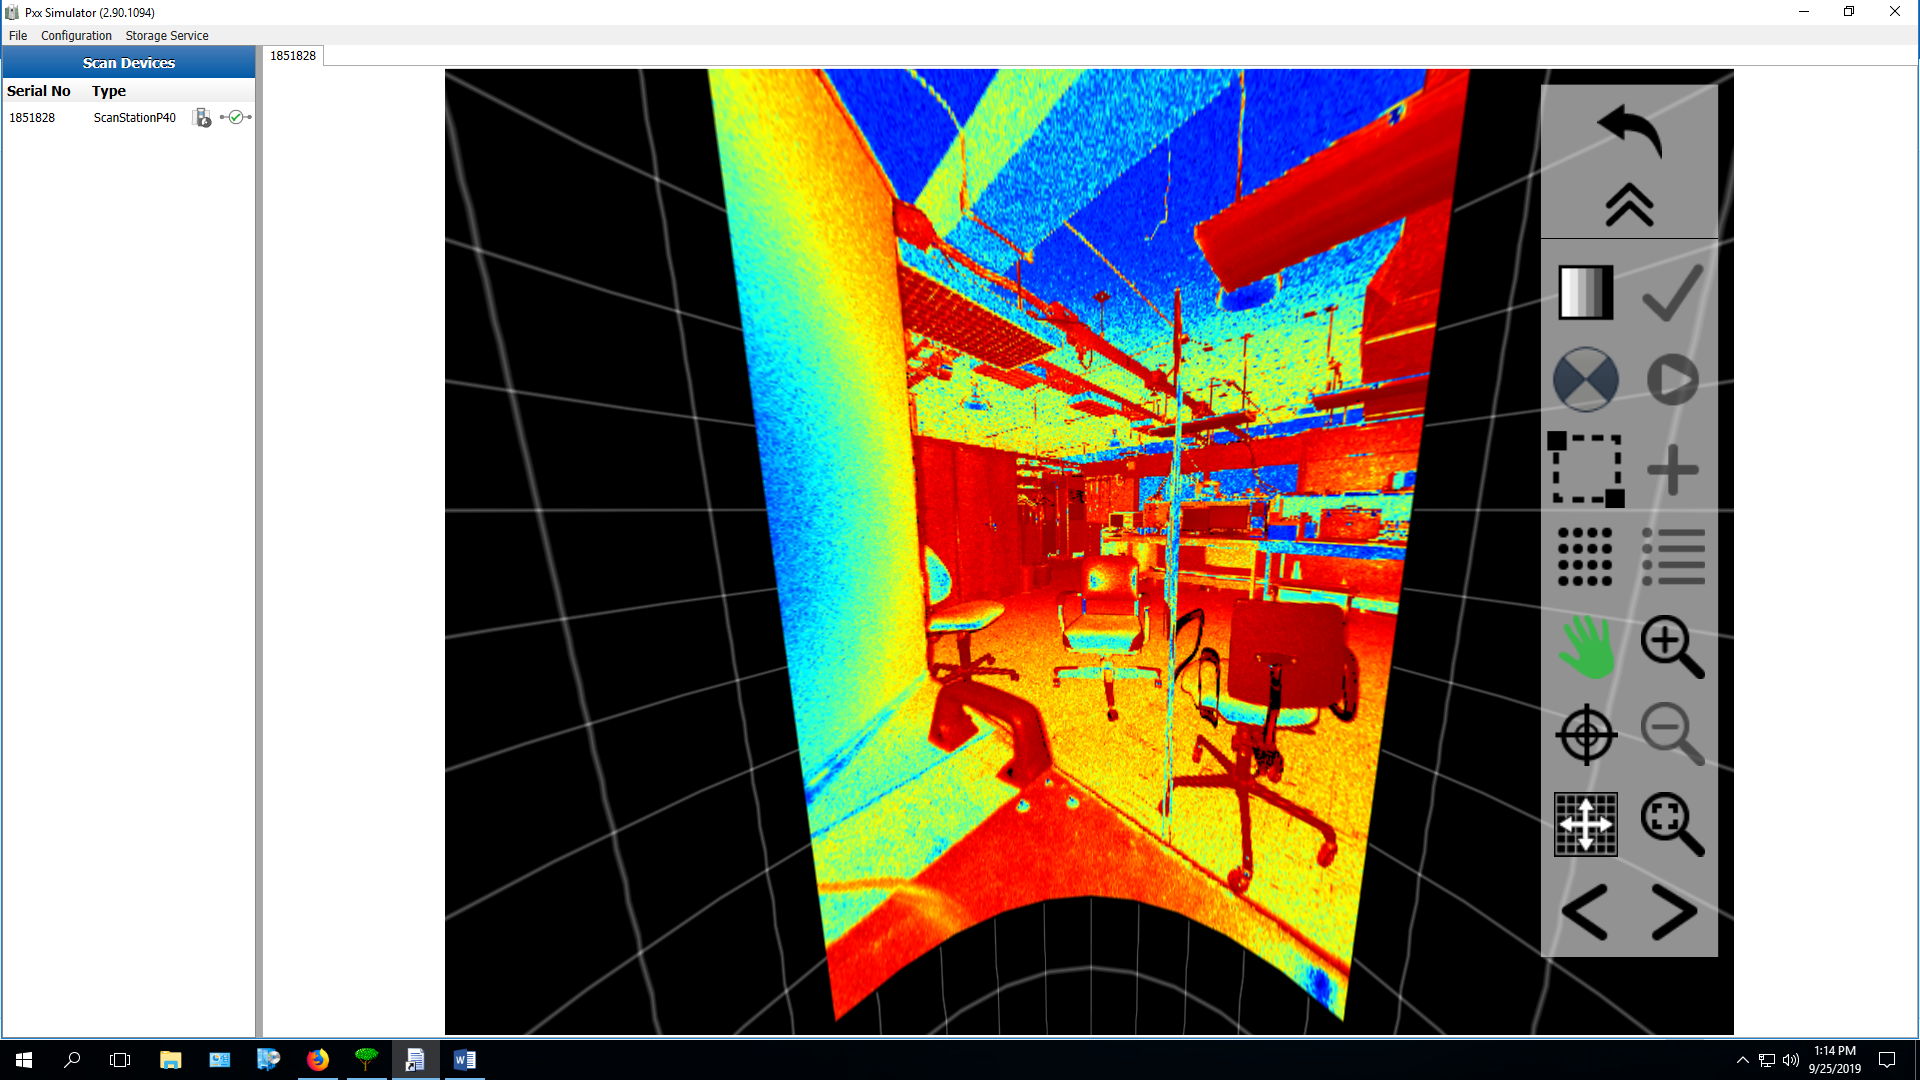 Pxx Simulator (2.90.1094)
File Configuration Storage Service
Scan Devices
1851828
Serial No Type
1851828 ScanStationP40
1:14 PM
9/25/2019